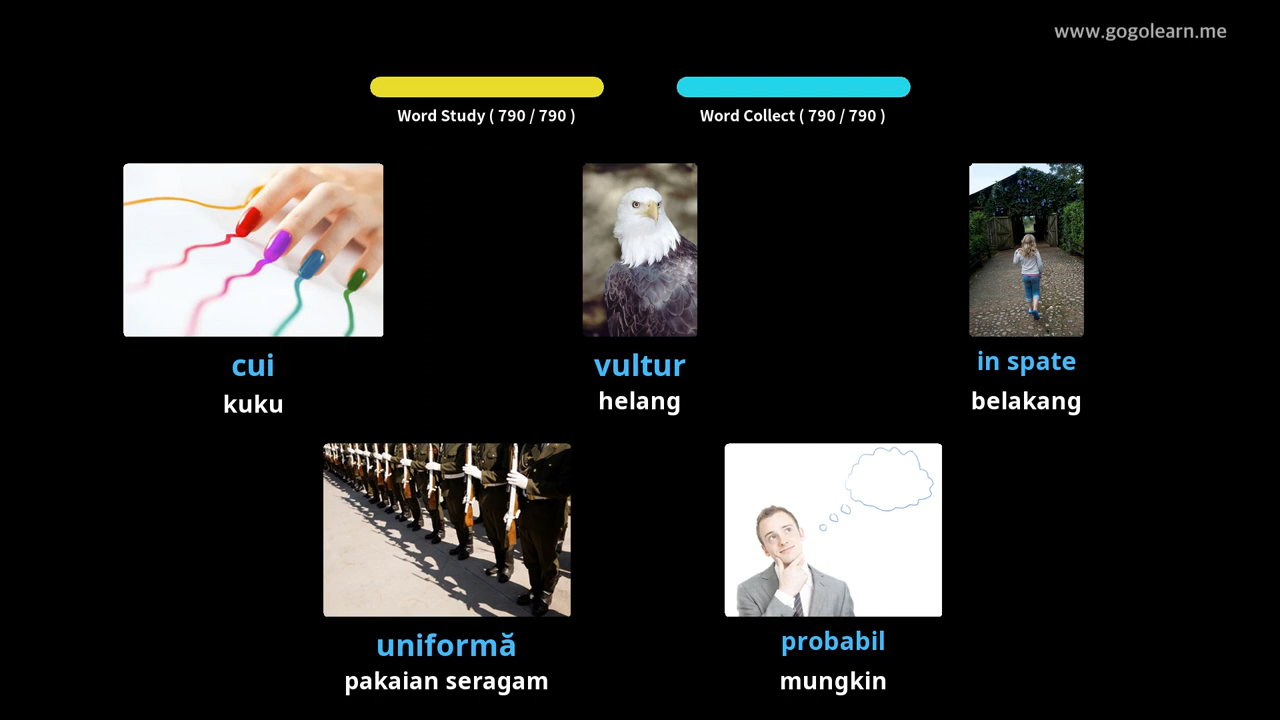 www.gogolearn.me
Word Study ( 790 / 790 )
Word Collect ( 790 / 790 )
cui
kuku
vultur
helang
in spate
belakang
uniformă
pakaian seragam
probabil
mungkin